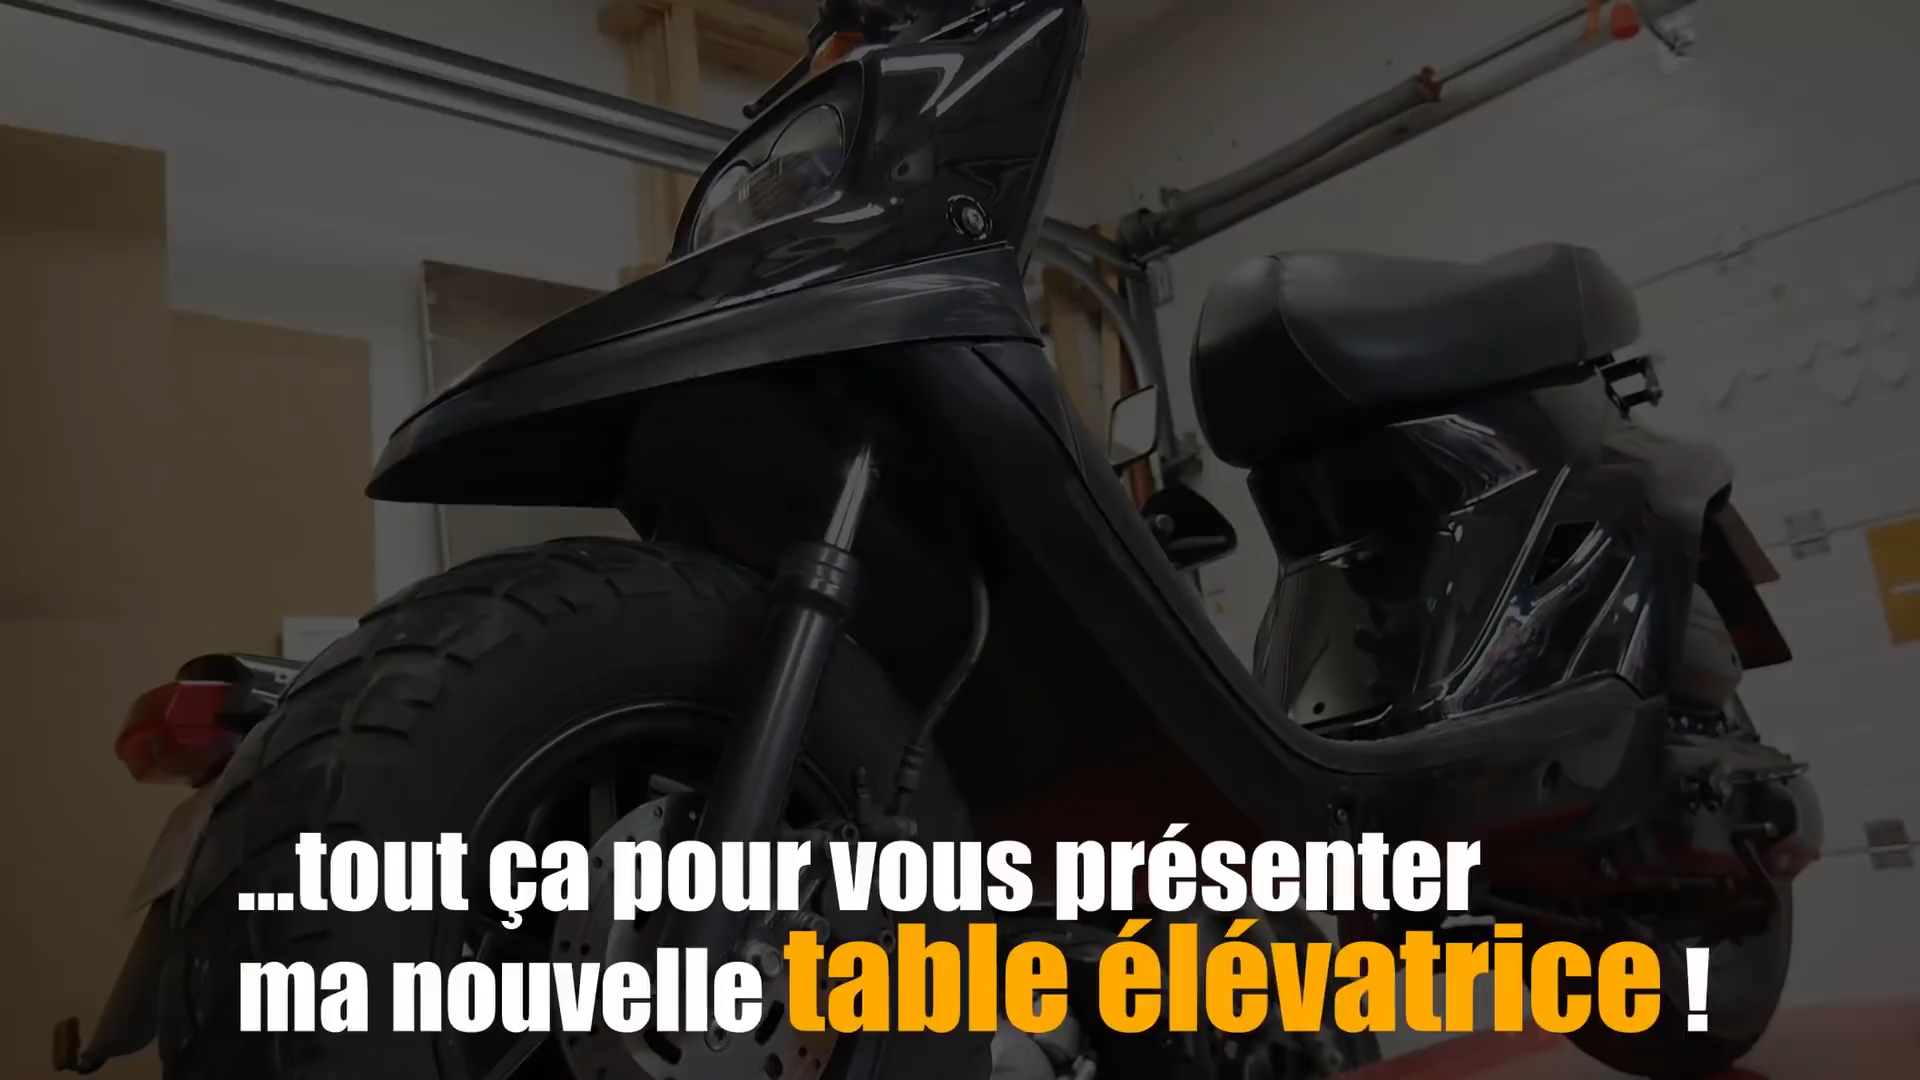 ...tout ça pour vous présenter
ma nouvelle table élévatrice !